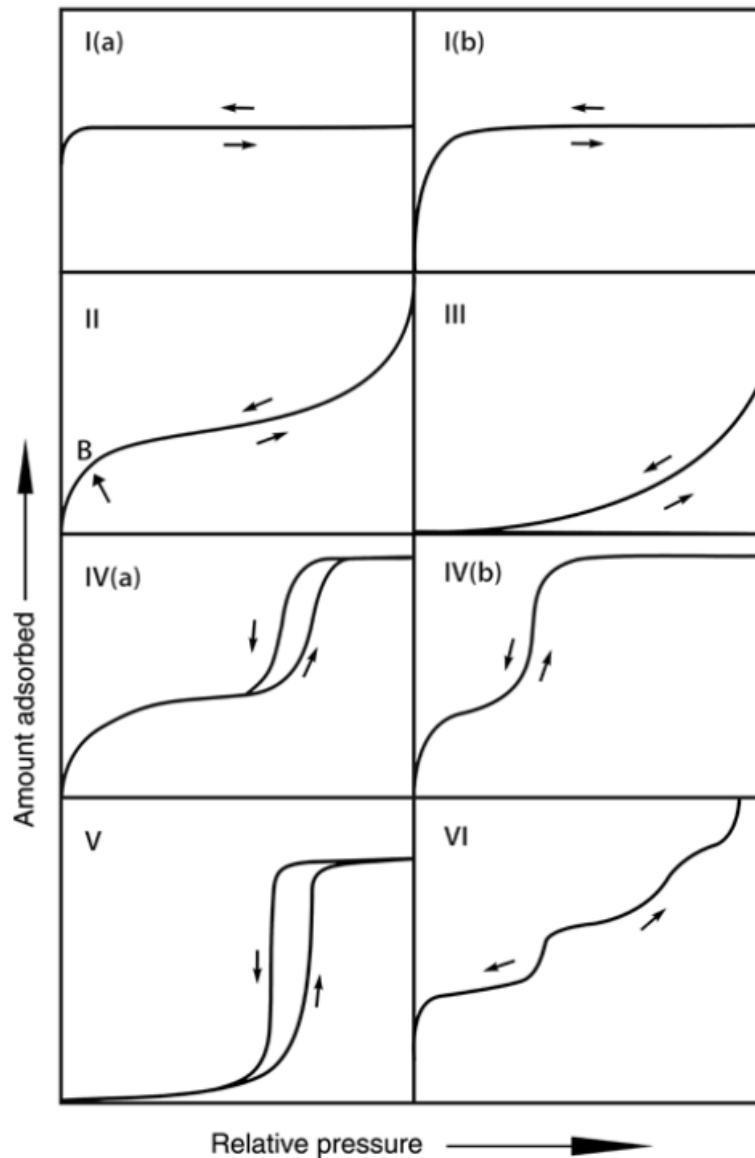 I(a)
I(b)
II
III
B
IV(a)
IV(b)
V
VI
Amount adsorbed
Relative pressure